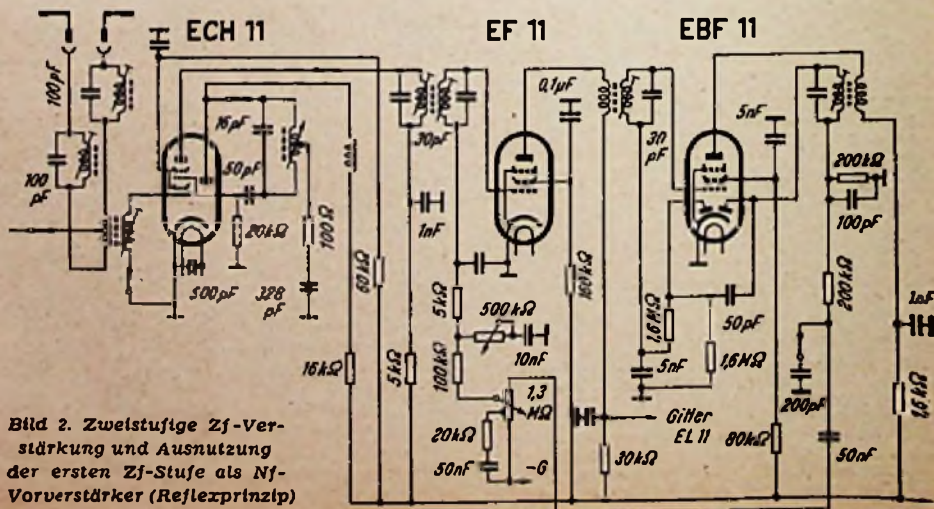 ECH 11
EF 11
EBF 11
100pF
100
pF
16pF
50pF
20kΩ
100Ω
500pF
328
pF
60kΩ
16kΩ
30pF
1nF
5kΩ
5kΩ
500kΩ
10nF
100kΩ
1,3
MΩ
20kΩ
50nF
-G
0,1µF
160kΩ
30kΩ
Gitter
EL 11
30
pF
5nF
1,6MΩ
5nF
50pF
1,6MΩ
80kΩ
200kΩ
100pF
200kΩ
200pF
50nF
1nF
1,6kΩ
Bild 2. Zweistufige Zf-Ver-
stärkung und Ausnutzung
der ersten Zf-Stufe als Nf-
Vorverstärker (Reflexprinzip)